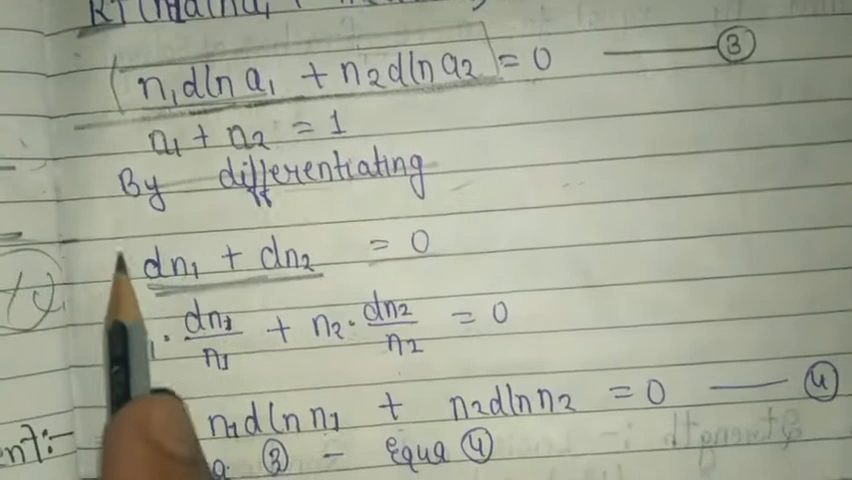 (n₁dln a₁ + n₂dln a₂ = 0 —— ③
n₁ + n₂ = 1
By differentiating
dn₁ + dn₂ = 0
· dn₁/n₁ + n₂ · dn₂/n₂ = 0
n₁dln n₁ + n₂dln n₂ = 0 —— ④
③ - Equa ④